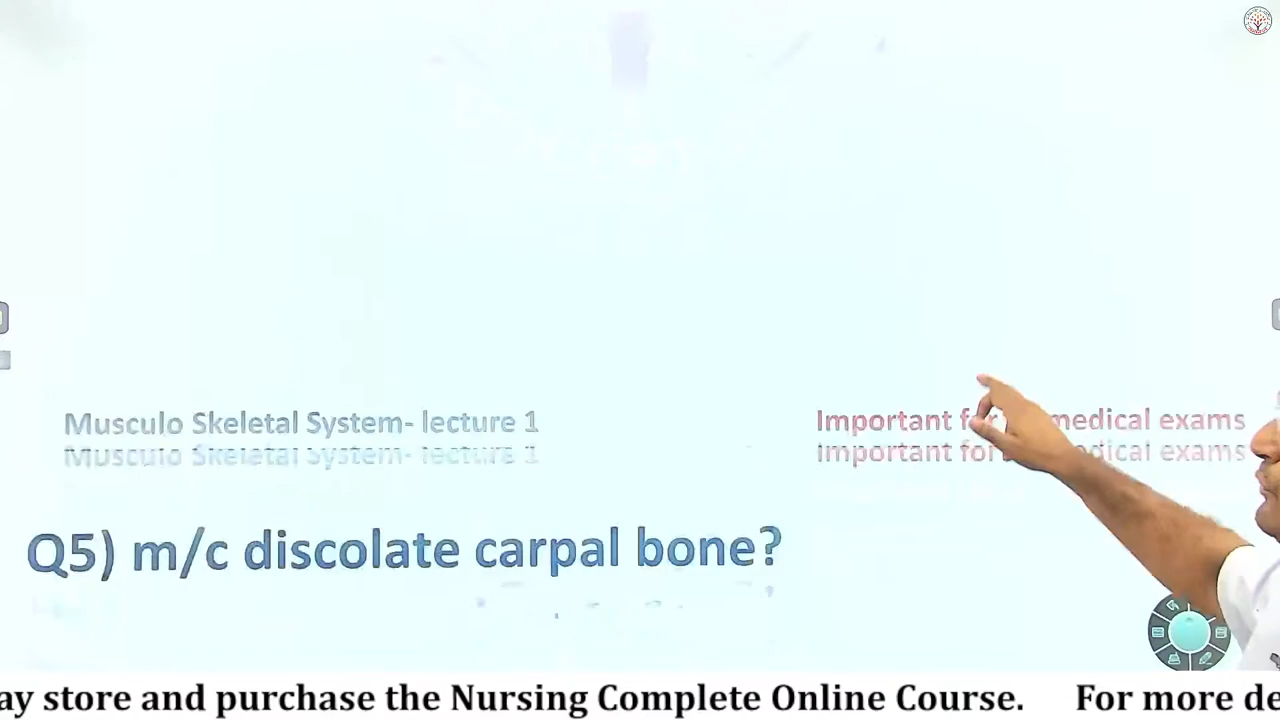 Musculo Skeletal System- lecture 1
Important for medical exams
Musculo Skeletal System- lecture 1
Important for medical exams
Q5) m/c discolate carpal bone?
ay store and purchase the Nursing Complete Online Course. For more de